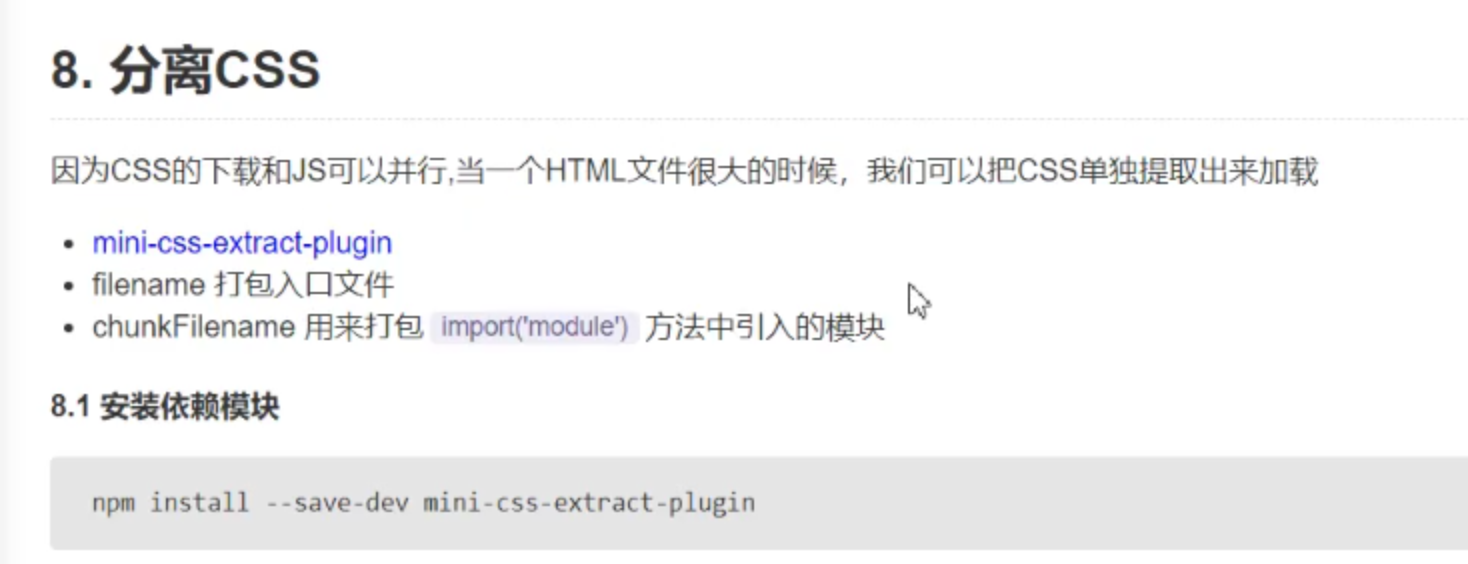 8. 分离CSS
因为CSS的下载和JS可以并行,当一个HTML文件很大的时候，我们可以把CSS单独提取出来加载
mini-css-extract-plugin
filename 打包入口文件
chunkFilename 用来打包 import('module') 方法中引入的模块
8.1 安装依赖模块
npm install --save-dev mini-css-extract-plugin